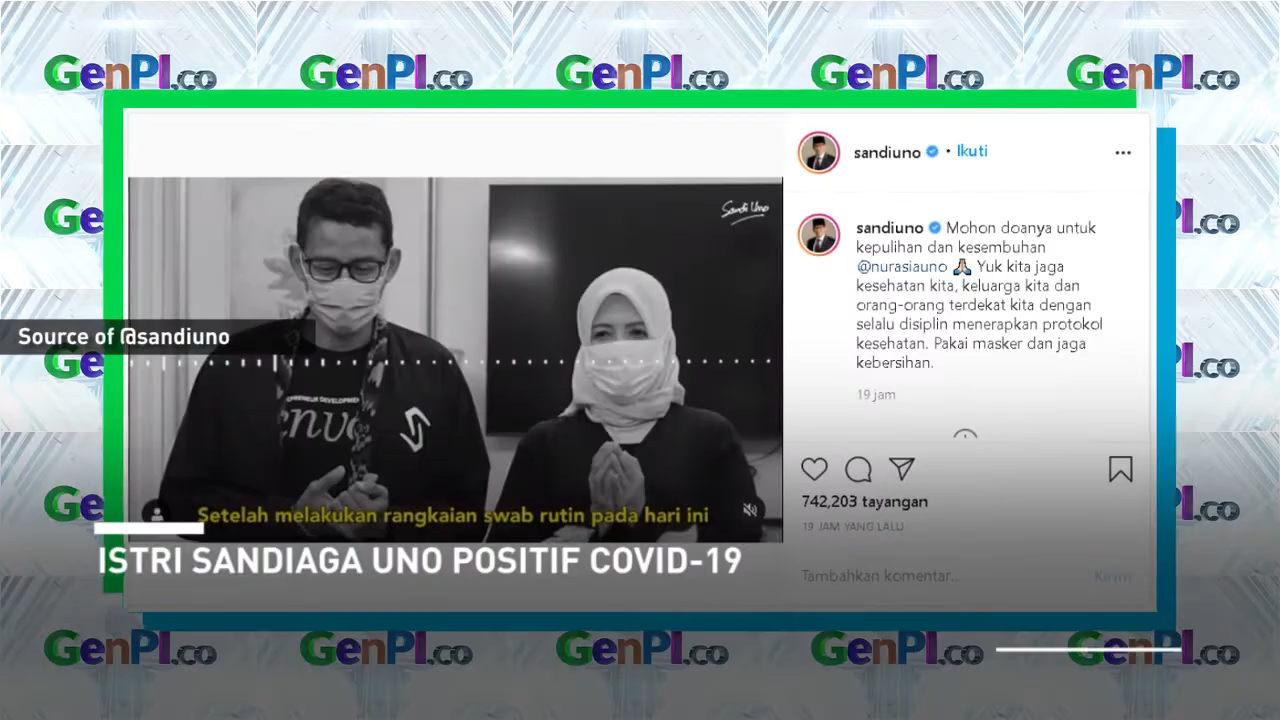 GenPI.co GenPI.co GenPI.co GenPI.co GenPI.co
sandiuno • Ikuti
Sandi Uno
sandiuno Mohon doanya untuk
kepulihan dan kesembuhan
@nurasiauno 🙏 Yuk kita jaga
kesehatan kita, keluarga kita dan
orang-orang terdekat kita dengan
selalu disiplin menerapkan protokol
kesehatan. Pakai masker dan jaga
kebersihan.
19 jam
Source of @sandiuno
742,203 tayangan
19 JAM YANG LALU
Setelah melakukan rangkaian swab rutin pada hari ini
ISTRI SANDIAGA UNO POSITIF COVID-19
Tambahkan komentar...
Kirim
GenPI.co GenPI.co GenPI.co GenPI.co GenPI.co